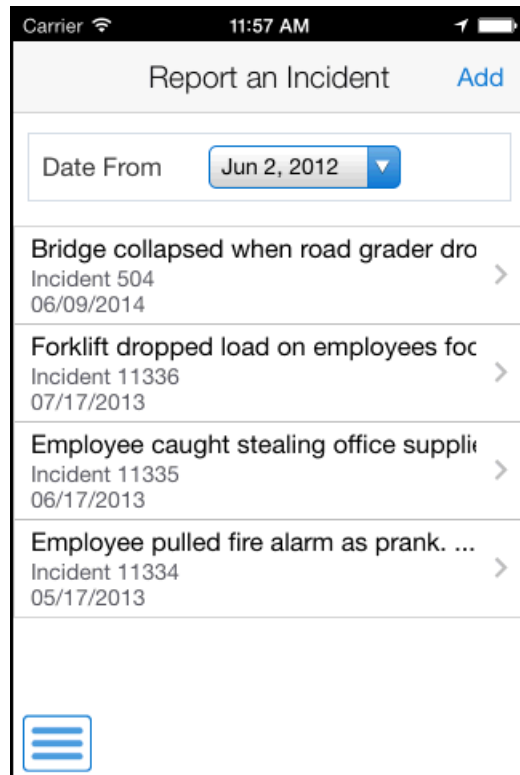 Carrier 11:57 AM
Report an Incident Add
Date From Jun 2, 2012
Bridge collapsed when road grader dro
Incident 504
06/09/2014
Forklift dropped load on employees foo
Incident 11336
07/17/2013
Employee caught stealing office supplie
Incident 11335
06/17/2013
Employee pulled fire alarm as prank. ...
Incident 11334
05/17/2013